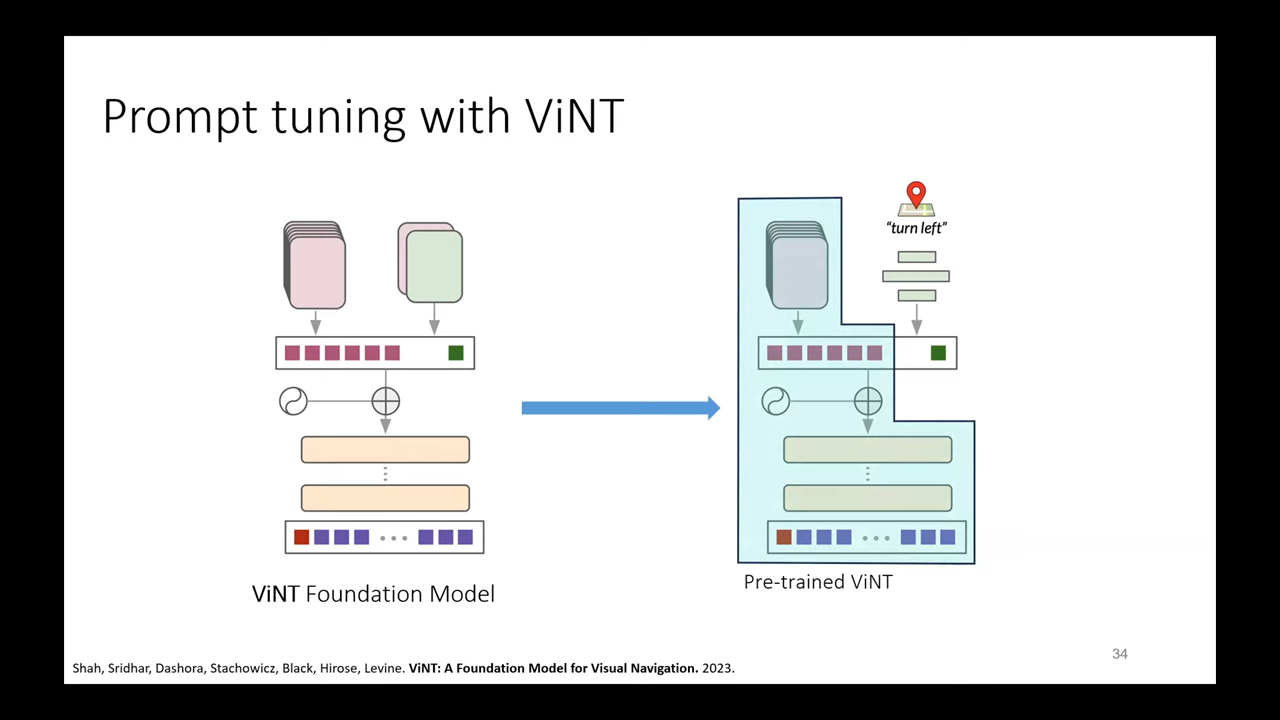 Prompt tuning with ViNT
"turn left"
ViNT Foundation Model
Pre-trained ViNT
34
Shah, Sridhar, Dashora, Stachowicz, Black, Hirose, Levine. ViNT: A Foundation Model for Visual Navigation. 2023.